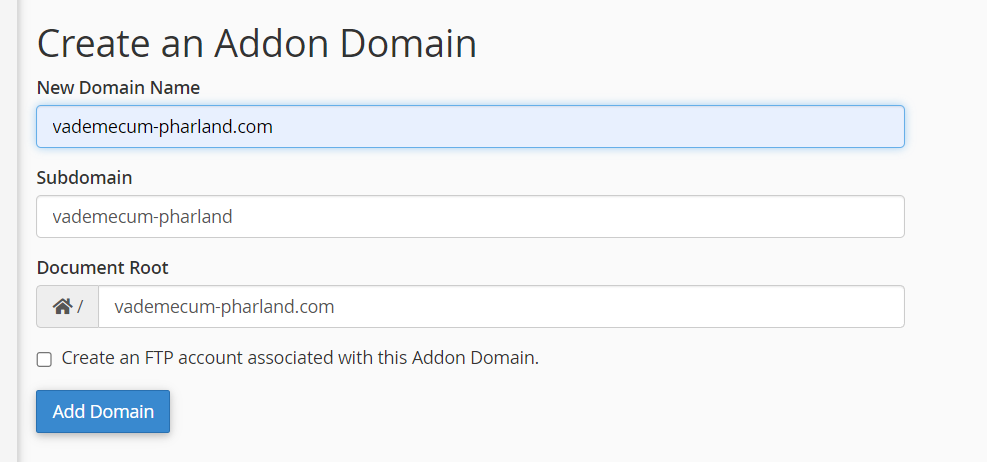 Create an Addon Domain
New Domain Name
vademecum-pharland.com
Subdomain
vademecum-pharland
Document Root
/ vademecum-pharland.com
Create an FTP account associated with this Addon Domain.
Add Domain